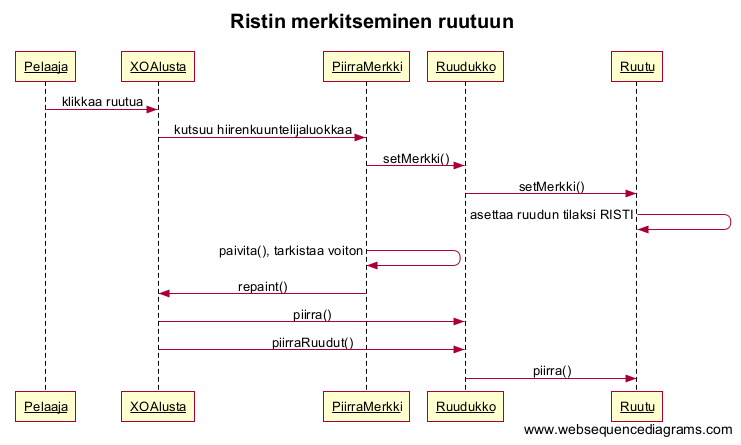 Ristin merkitseminen ruutuun
Pelaaja XOAlusta PiirraMerkki Ruudukko Ruutu
klikkaa ruutua
kutsuu hiirenkuuntelijaluokkaa
setMerkki()
setMerkki()
asettaa ruudun tilaksi RISTI
paivita(), tarkistaa voiton
repaint()
piirra()
piirraRuudut()
piirra()
Pelaaja XOAlusta PiirraMerkki Ruudukko Ruutu
www.websequencediagrams.com